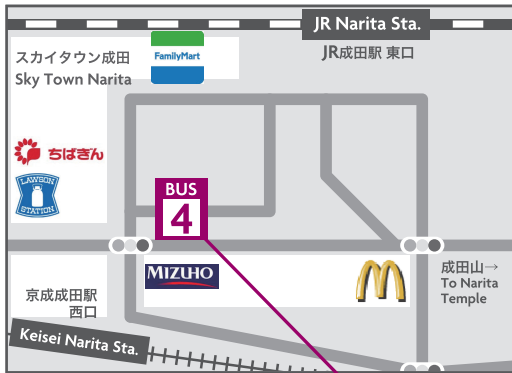 JR Narita Sta.
JR成田駅 東口
スカイタウン成田
Sky Town Narita
FamilyMart
ちばぎん
LAWSON
STATION
BUS
4
MIZUHO
成田山→
To Narita
Temple
京成成田駅
西口
Keisei Narita Sta.